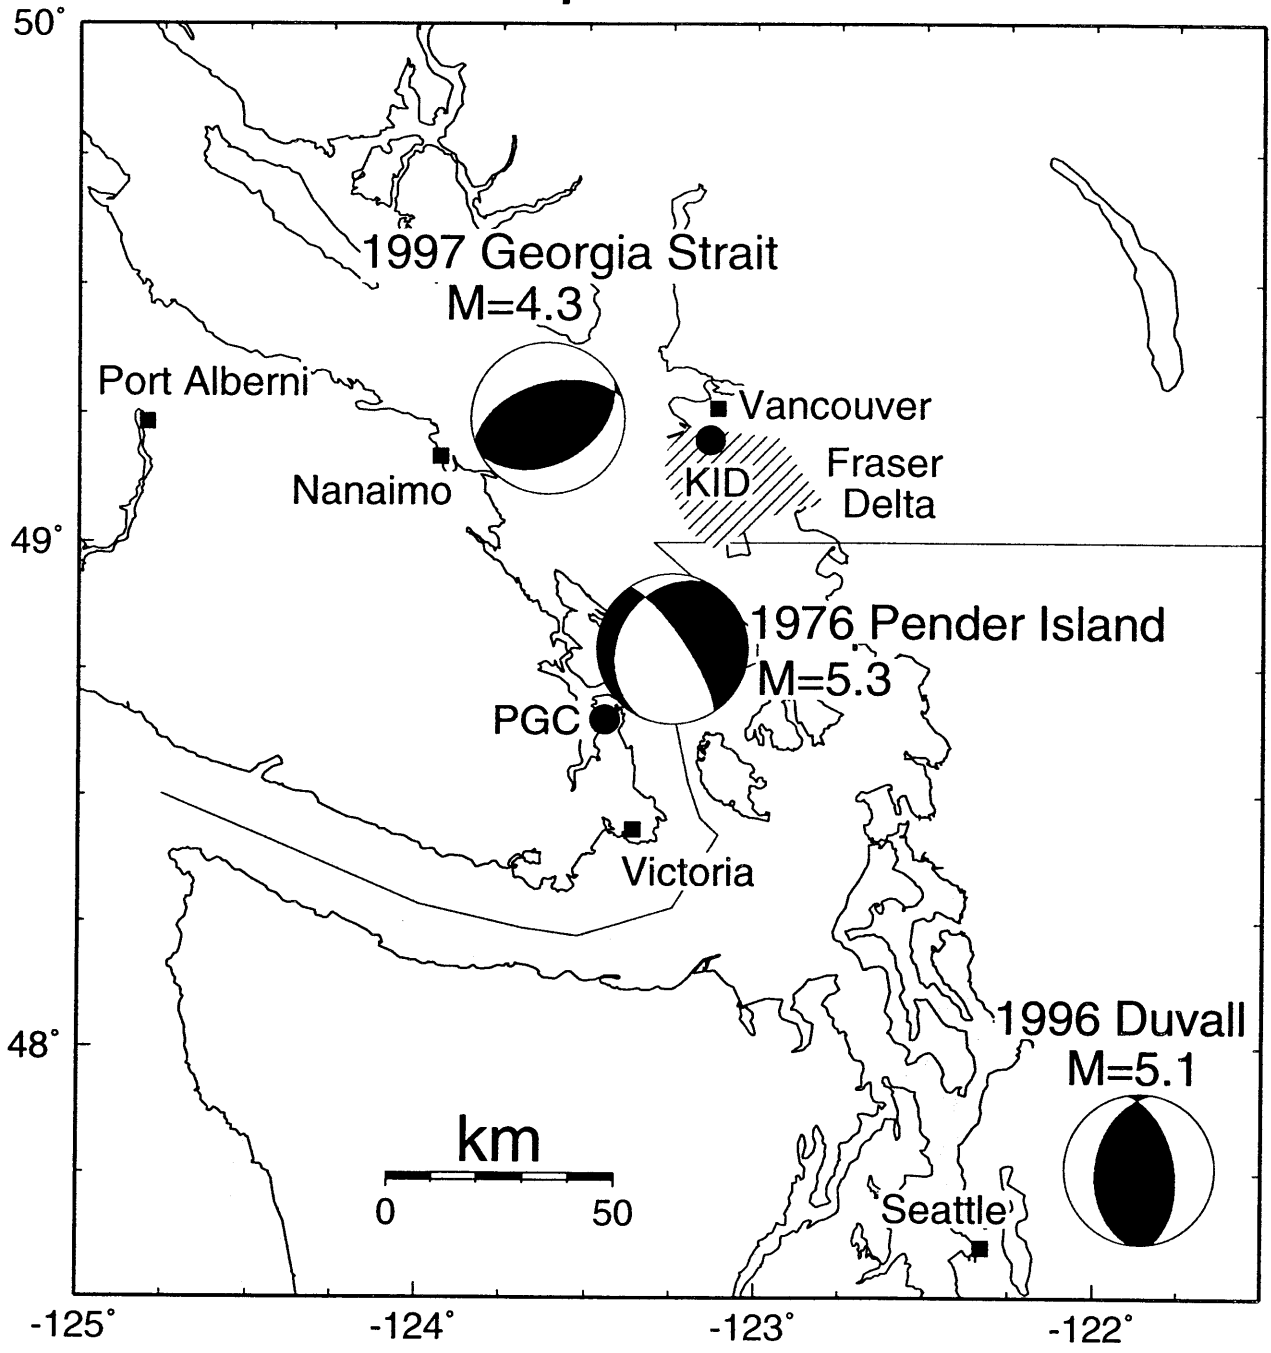 50°
1997 Georgia Strait
M=4.3
Port Alberni
Vancouver
Nanaimo
KID
Fraser
Delta
49°
1976 Pender Island
M=5.3
PGC
Victoria
1996 Duvall
M=5.1
48°
km
0 50
Seattle
-125° -124° -123° -122°